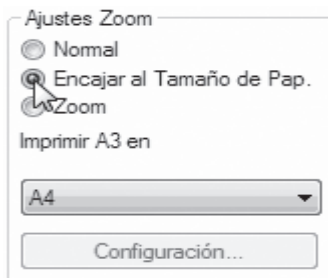 Ajustes Zoom
Normal
Encajar al Tamaño de Pap.
Zoom
Imprimir A3 en
A4
Configuración...